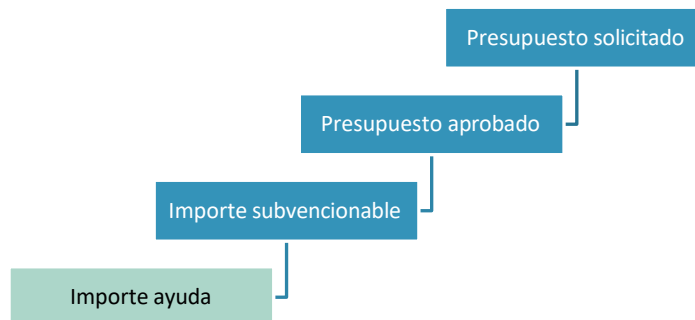 Presupuesto solicitado
Presupuesto aprobado
Importe subvencionable
Importe ayuda